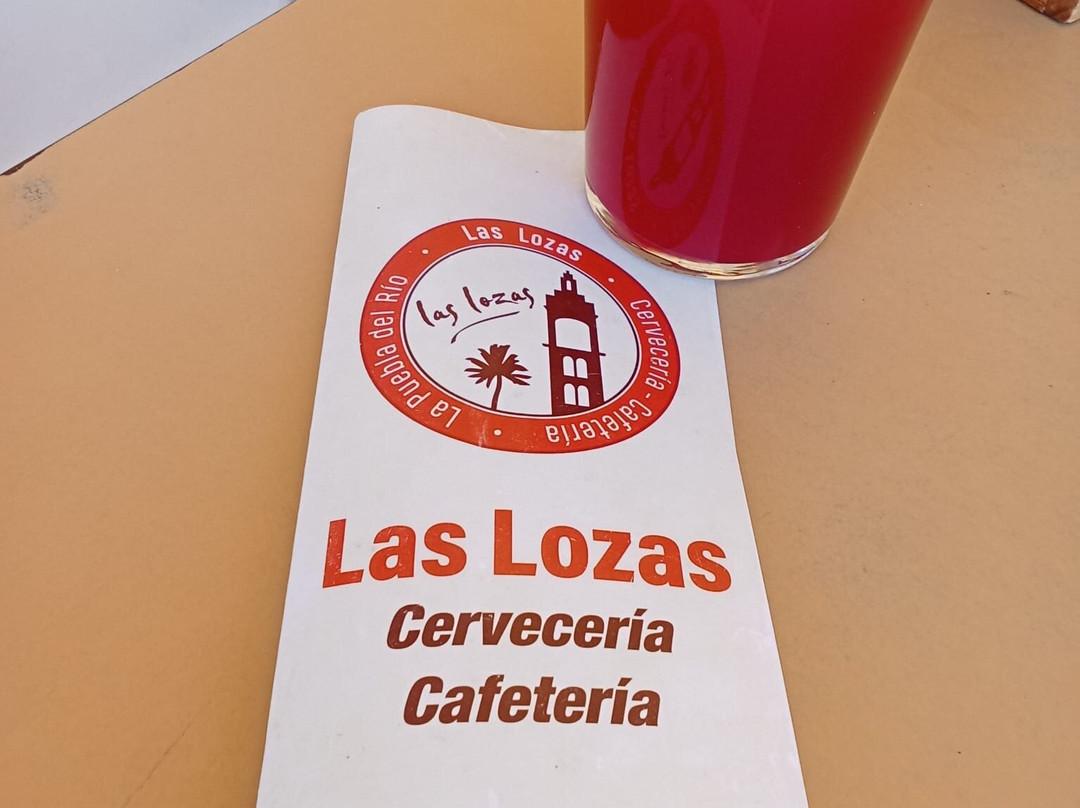 Las Lozas
Cervecería - Cafetería
La Puebla del Río
las lozas
Las Lozas
Cervecería
Cafetería